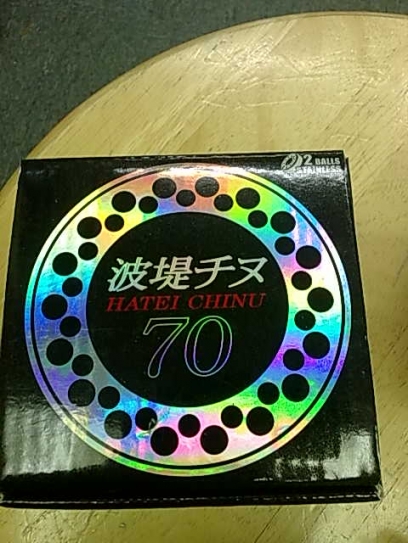 2 BALLS
STAINLESS
波堤チヌ
HATEI CHINU
70